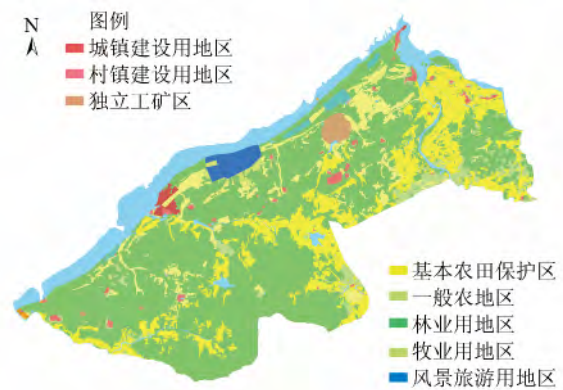 N
图例
城镇建设用地区
村镇建设用地区
独立工矿区
基本农田保护区
一般农地区
林业用地区
牧业用地区
风景旅游用地区